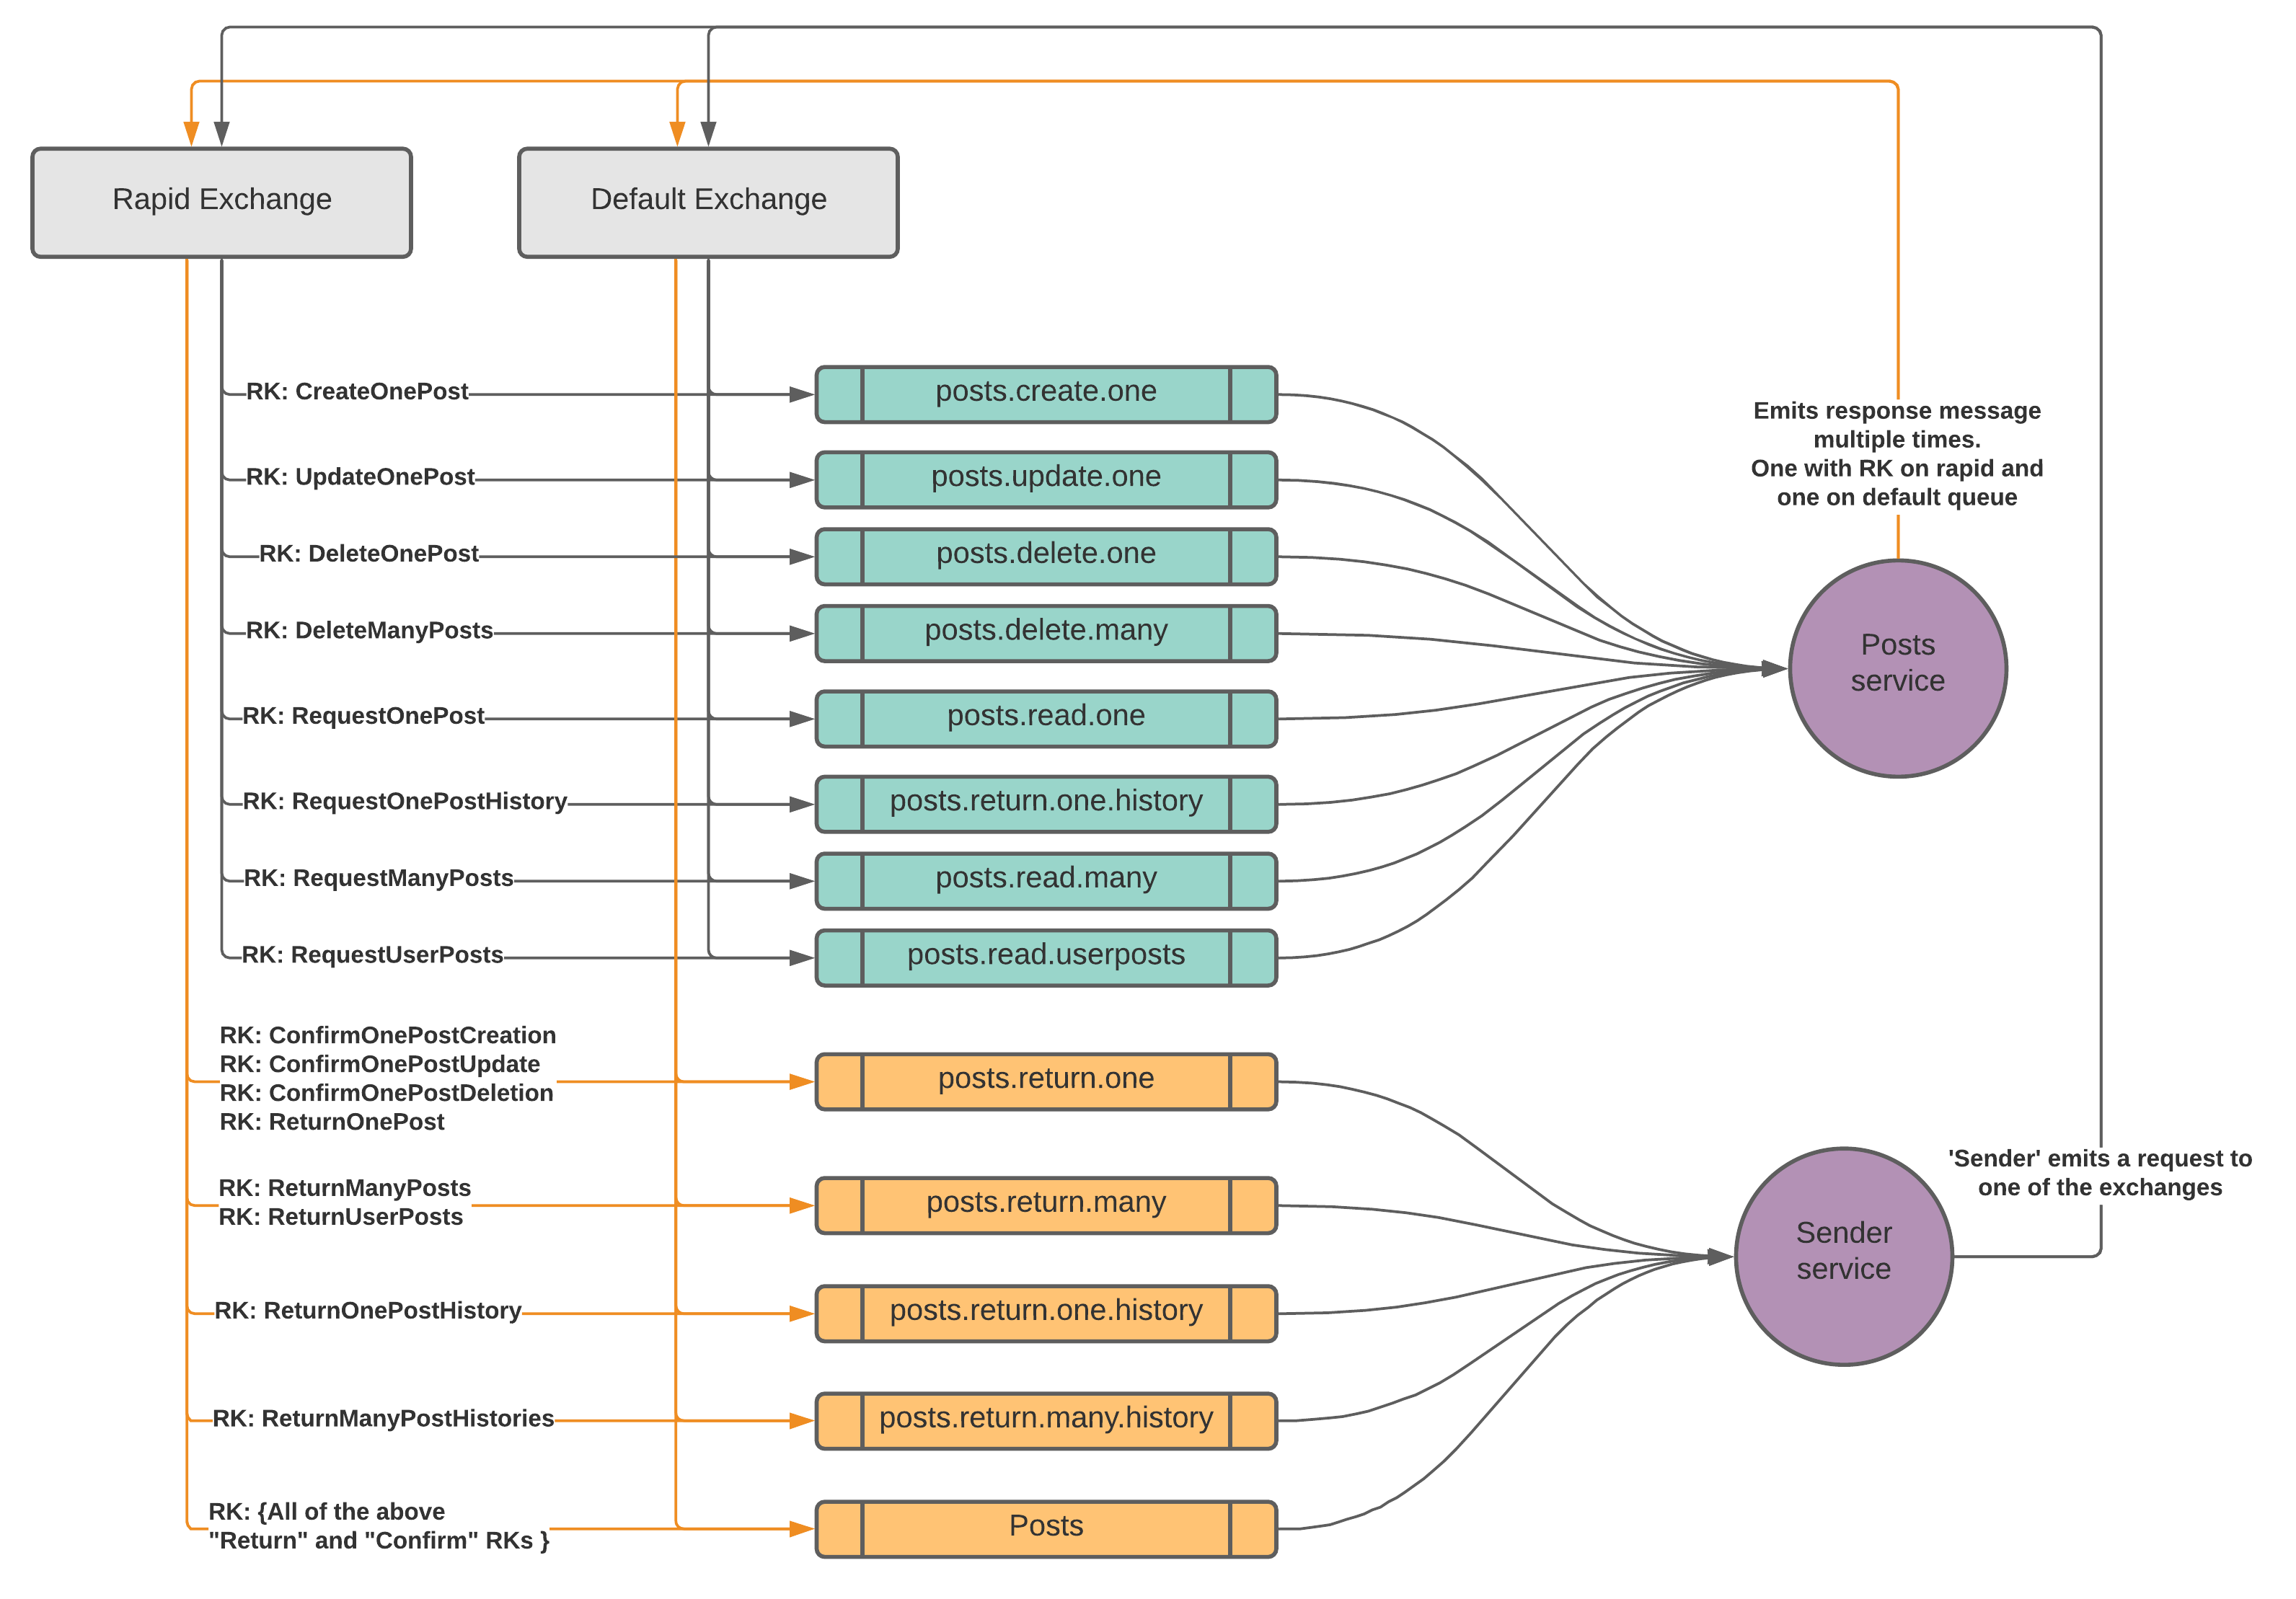 Rapid Exchange
Default Exchange
RK: CreateOnePost
posts.create.one
Emits response message
multiple times.
One with RK on rapid and
one on default queue
RK: UpdateOnePost
posts.update.one
RK: DeleteOnePost
posts.delete.one
RK: DeleteManyPosts
posts.delete.many
Posts
service
RK: RequestOnePost
posts.read.one
RK: RequestOnePostHistory
posts.return.one.history
RK: RequestManyPosts
posts.read.many
RK: RequestUserPosts
posts.read.userposts
RK: ConfirmOnePostCreation
RK: ConfirmOnePostUpdate
RK: ConfirmOnePostDeletion
RK: ReturnOnePost
posts.return.one
RK: ReturnManyPosts
RK: ReturnUserPosts
posts.return.many
'Sender' emits a request to
one of the exchanges
Sender
service
RK: ReturnOnePostHistory
posts.return.one.history
RK: ReturnManyPostHistories
posts.return.many.history
RK: {All of the above
"Return" and "Confirm" RKs }
Posts